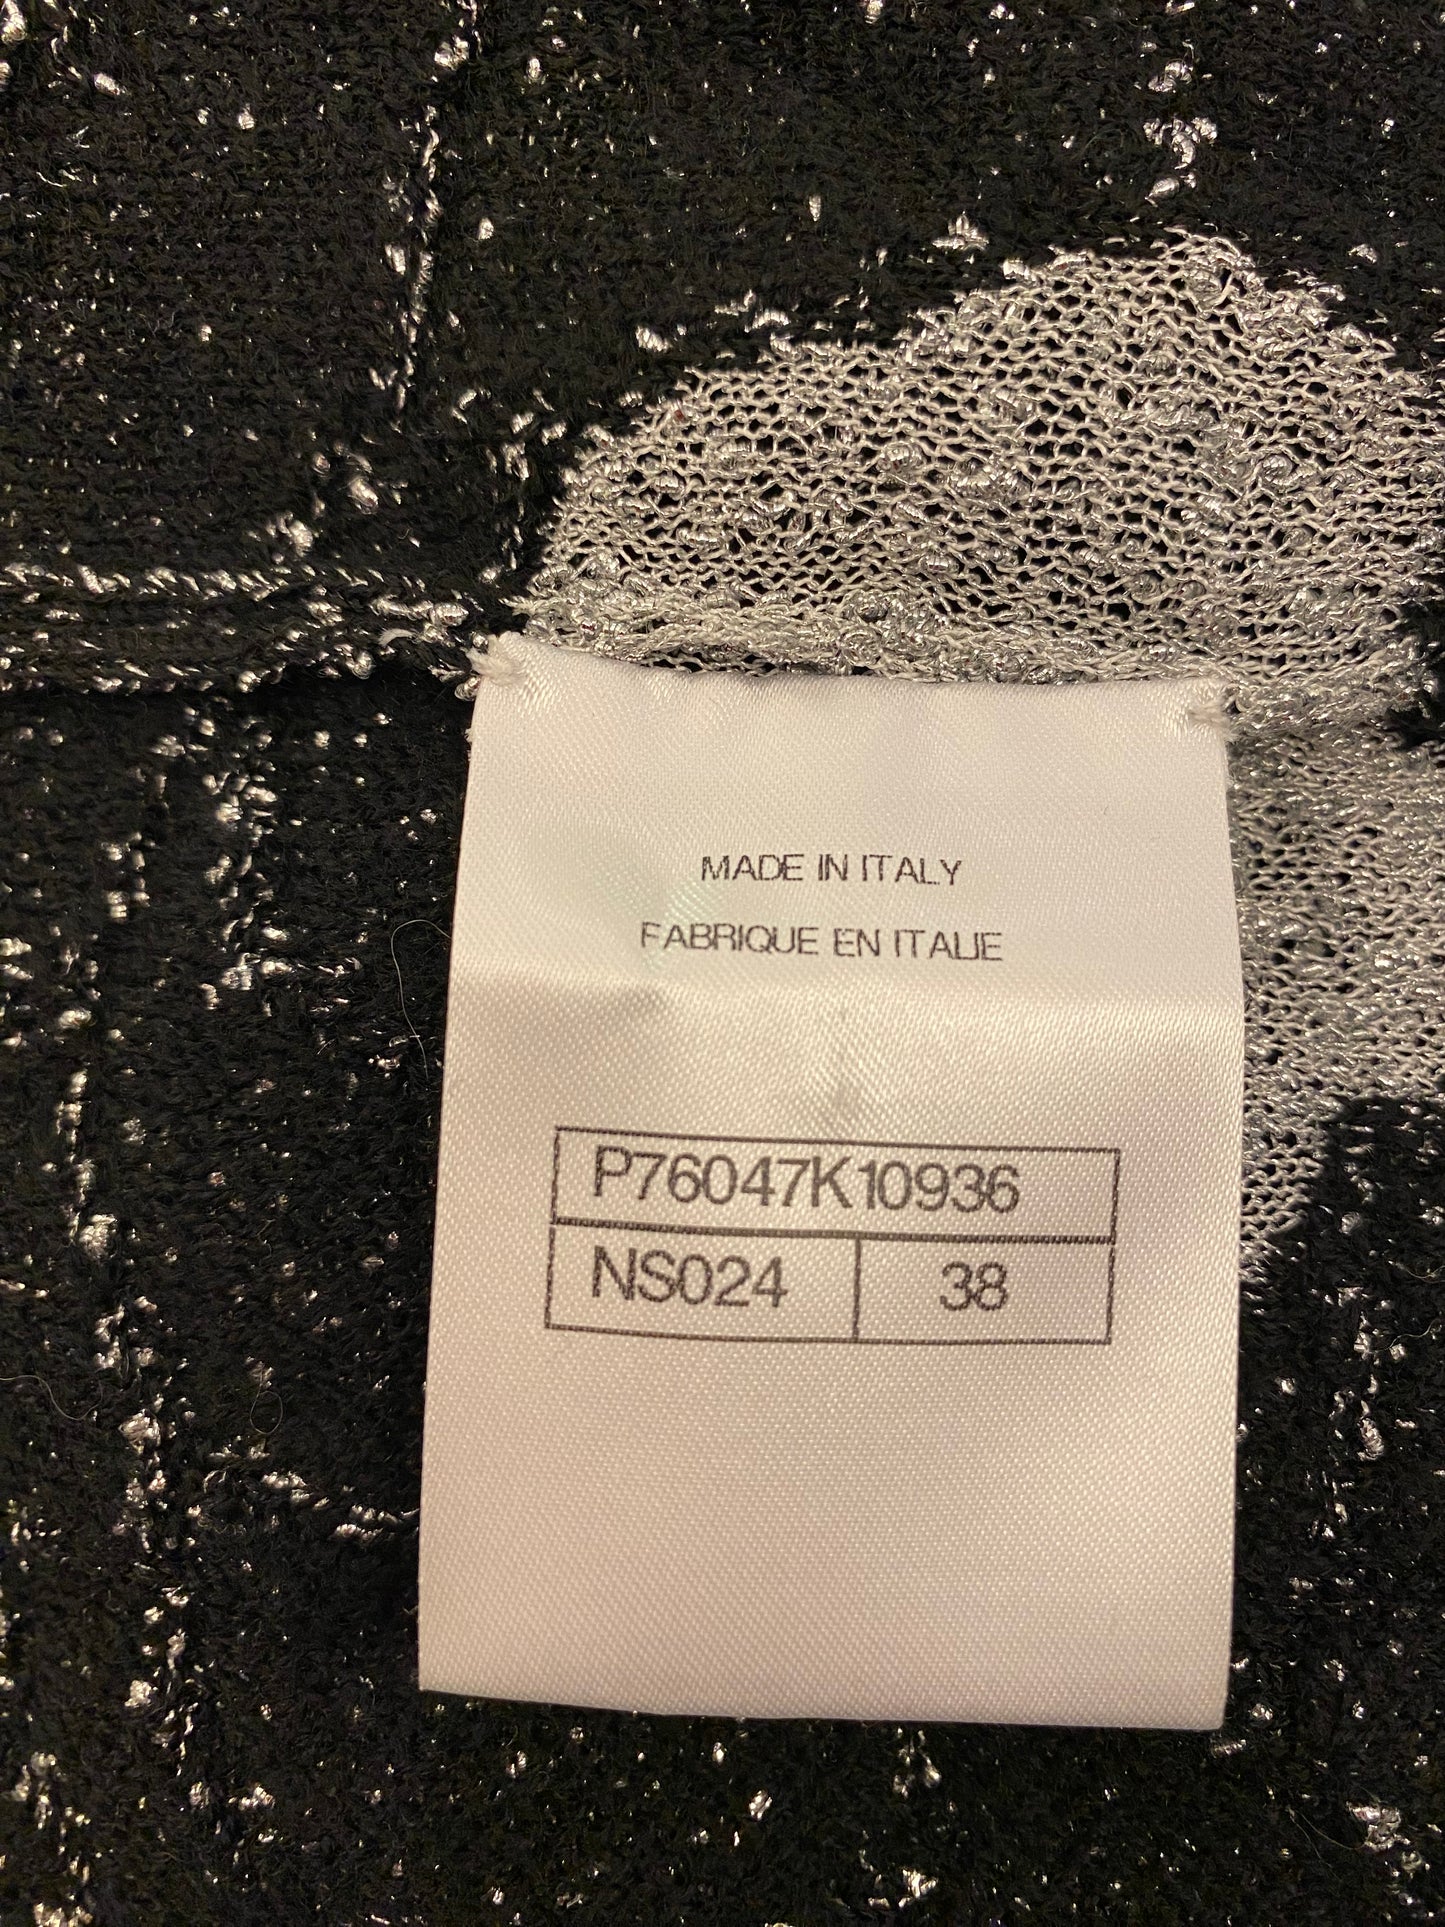 MADE IN ITALY
FABRIQUE EN ITALIE
P76047K10936
NS024 38